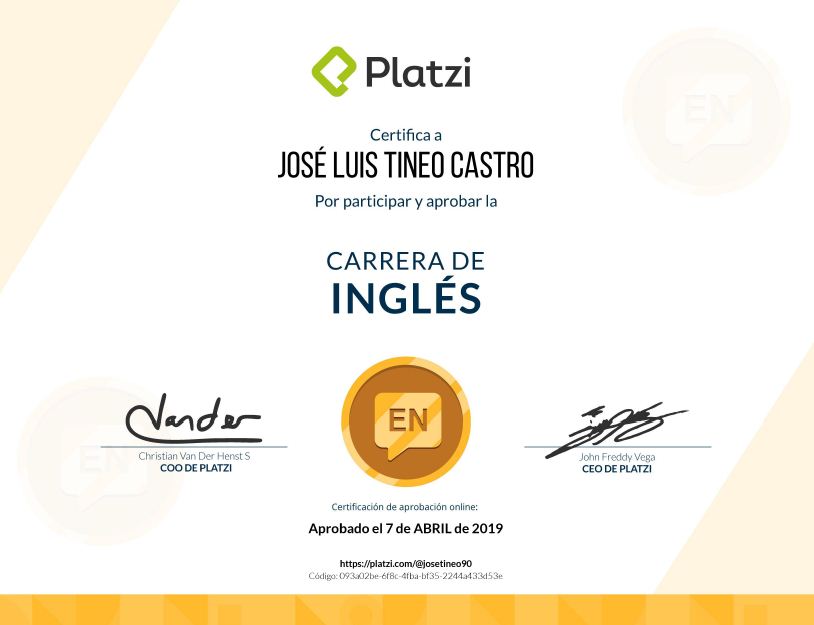 Platzi
EN
Certifica a
JOSÉ LUIS TINEO CASTRO
Por participar y aprobar la
CARRERA DE
INGLÉS
EN
Vander
EN
Christian Van Der Henst S
COO DE PLATZI
John Freddy Vega
CEO DE PLATZI
Certificación de aprobación online:
Aprobado el 7 de ABRIL de 2019
https://platzi.com/@josetineo90
Código: 093a02be-6f8c-4fba-bf35-2244a433d53e